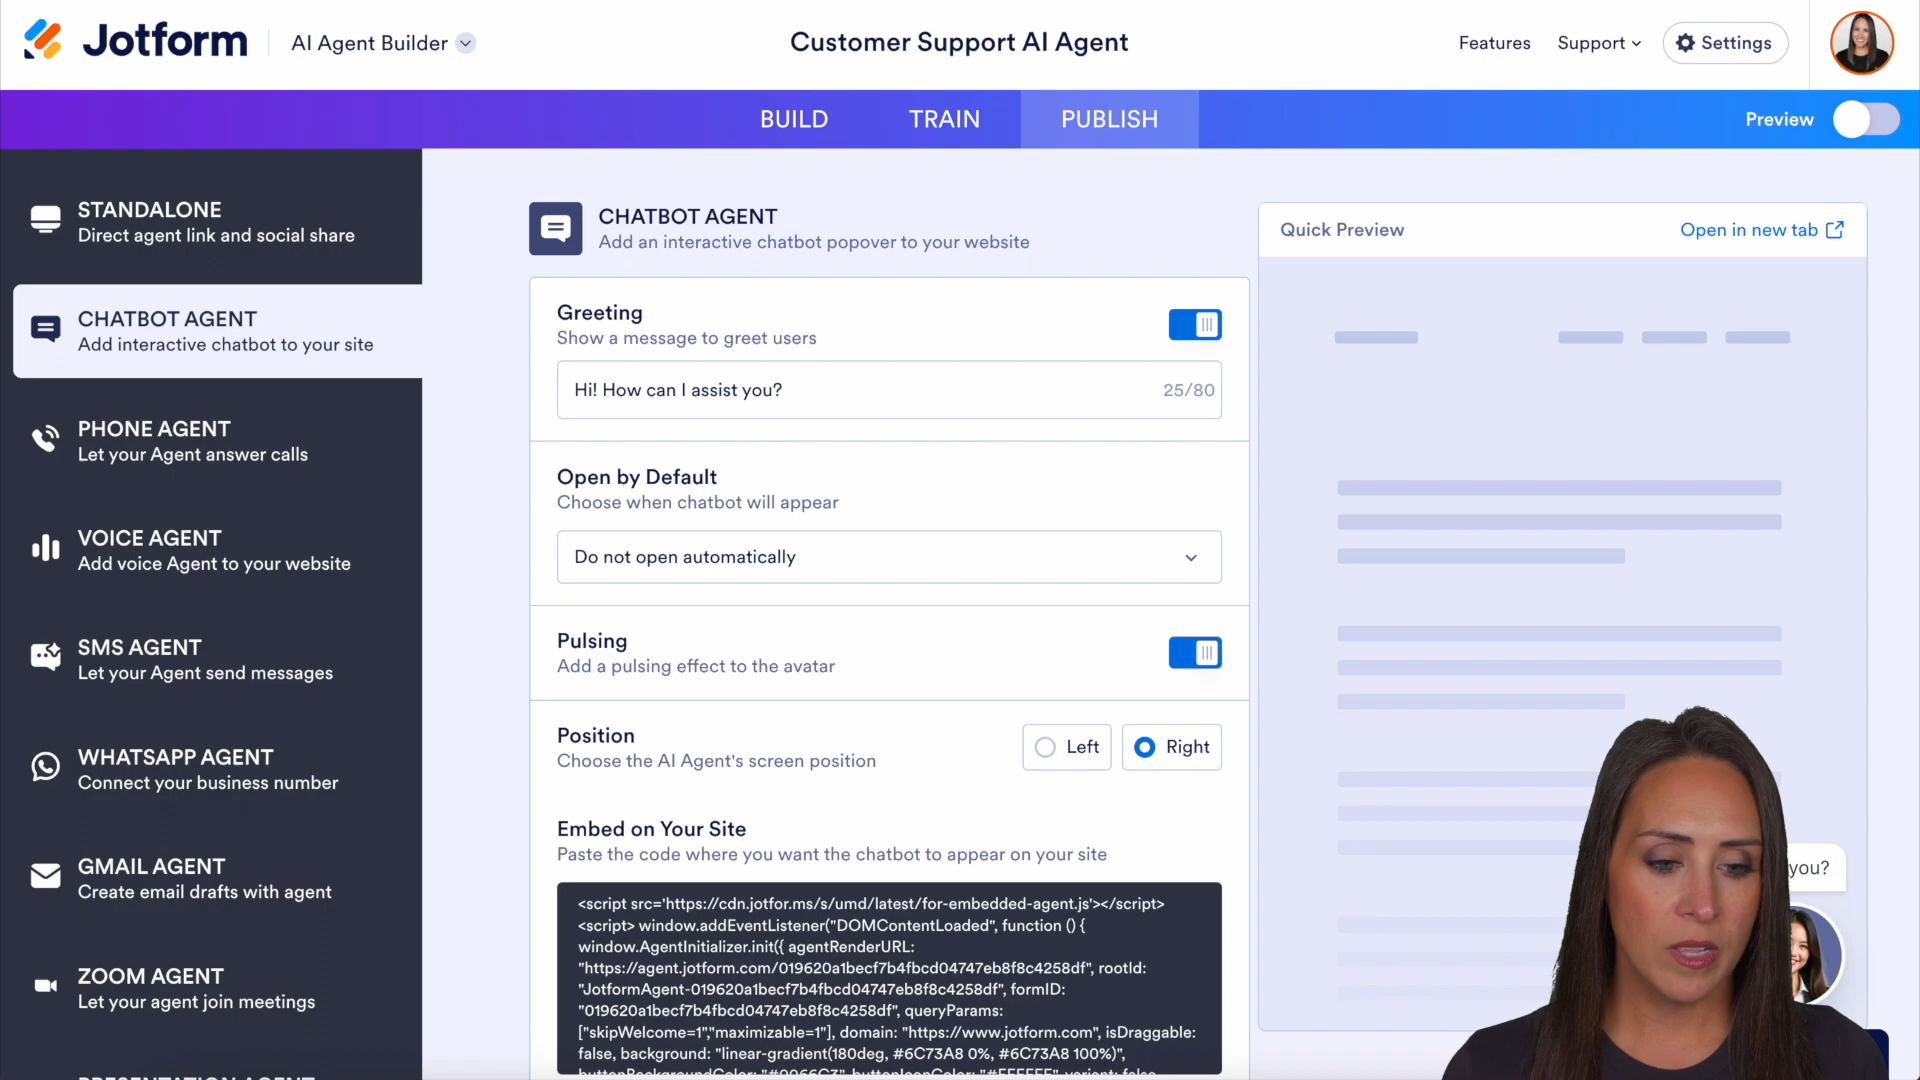 Jotform
AI Agent Builder
Customer Support AI Agent
Features
Support
Settings
BUILD
TRAIN
PUBLISH
Preview
STANDALONE
Direct agent link and social share
CHATBOT AGENT
Add interactive chatbot to your site
PHONE AGENT
Let your Agent answer calls
VOICE AGENT
Add voice Agent to your website
SMS AGENT
Let your Agent send messages
WHATSAPP AGENT
Connect your business number
GMAIL AGENT
Create email drafts with agent
ZOOM AGENT
Let your agent join meetings
PRESENTATION AGENT
CHATBOT AGENT
Add an interactive chatbot popover to your website
Greeting
Show a message to greet users
Hi! How can I assist you?
25/80
Open by Default
Choose when chatbot will appear
Do not open automatically
Pulsing
Add a pulsing effect to the avatar
Position
Choose the AI Agent's screen position
Left
Right
Embed on Your Site
Paste the code where you want the chatbot to appear on your site
<script src='https://cdn.jotfor.ms/s/umd/latest/for-embedded-agent.js'></script>
<script> window.addEventListener("DOMContentLoaded", function () {
window.AgentInitializer.init({ agentRenderURL:
"https://agent.jotform.com/019620a1becf7b4fbcd04747eb8f8c4258df", rootId:
"JotformAgent-019620a1becf7b4fbcd04747eb8f8c4258df", formID:
"019620a1becf7b4fbcd04747eb8f8c4258df", queryParams:
["skipWelcome=1","maximizable=1"], domain: "https://www.jotform.com", isDraggable:
false, background: "linear-gradient(180deg, #6C73A8 0%, #6C73A8 100%)",
buttonBackgroundColor: "#0066C3", buttonIconColor: "#FFFFFF", variant: false,
Quick Preview
Open in new tab
you?